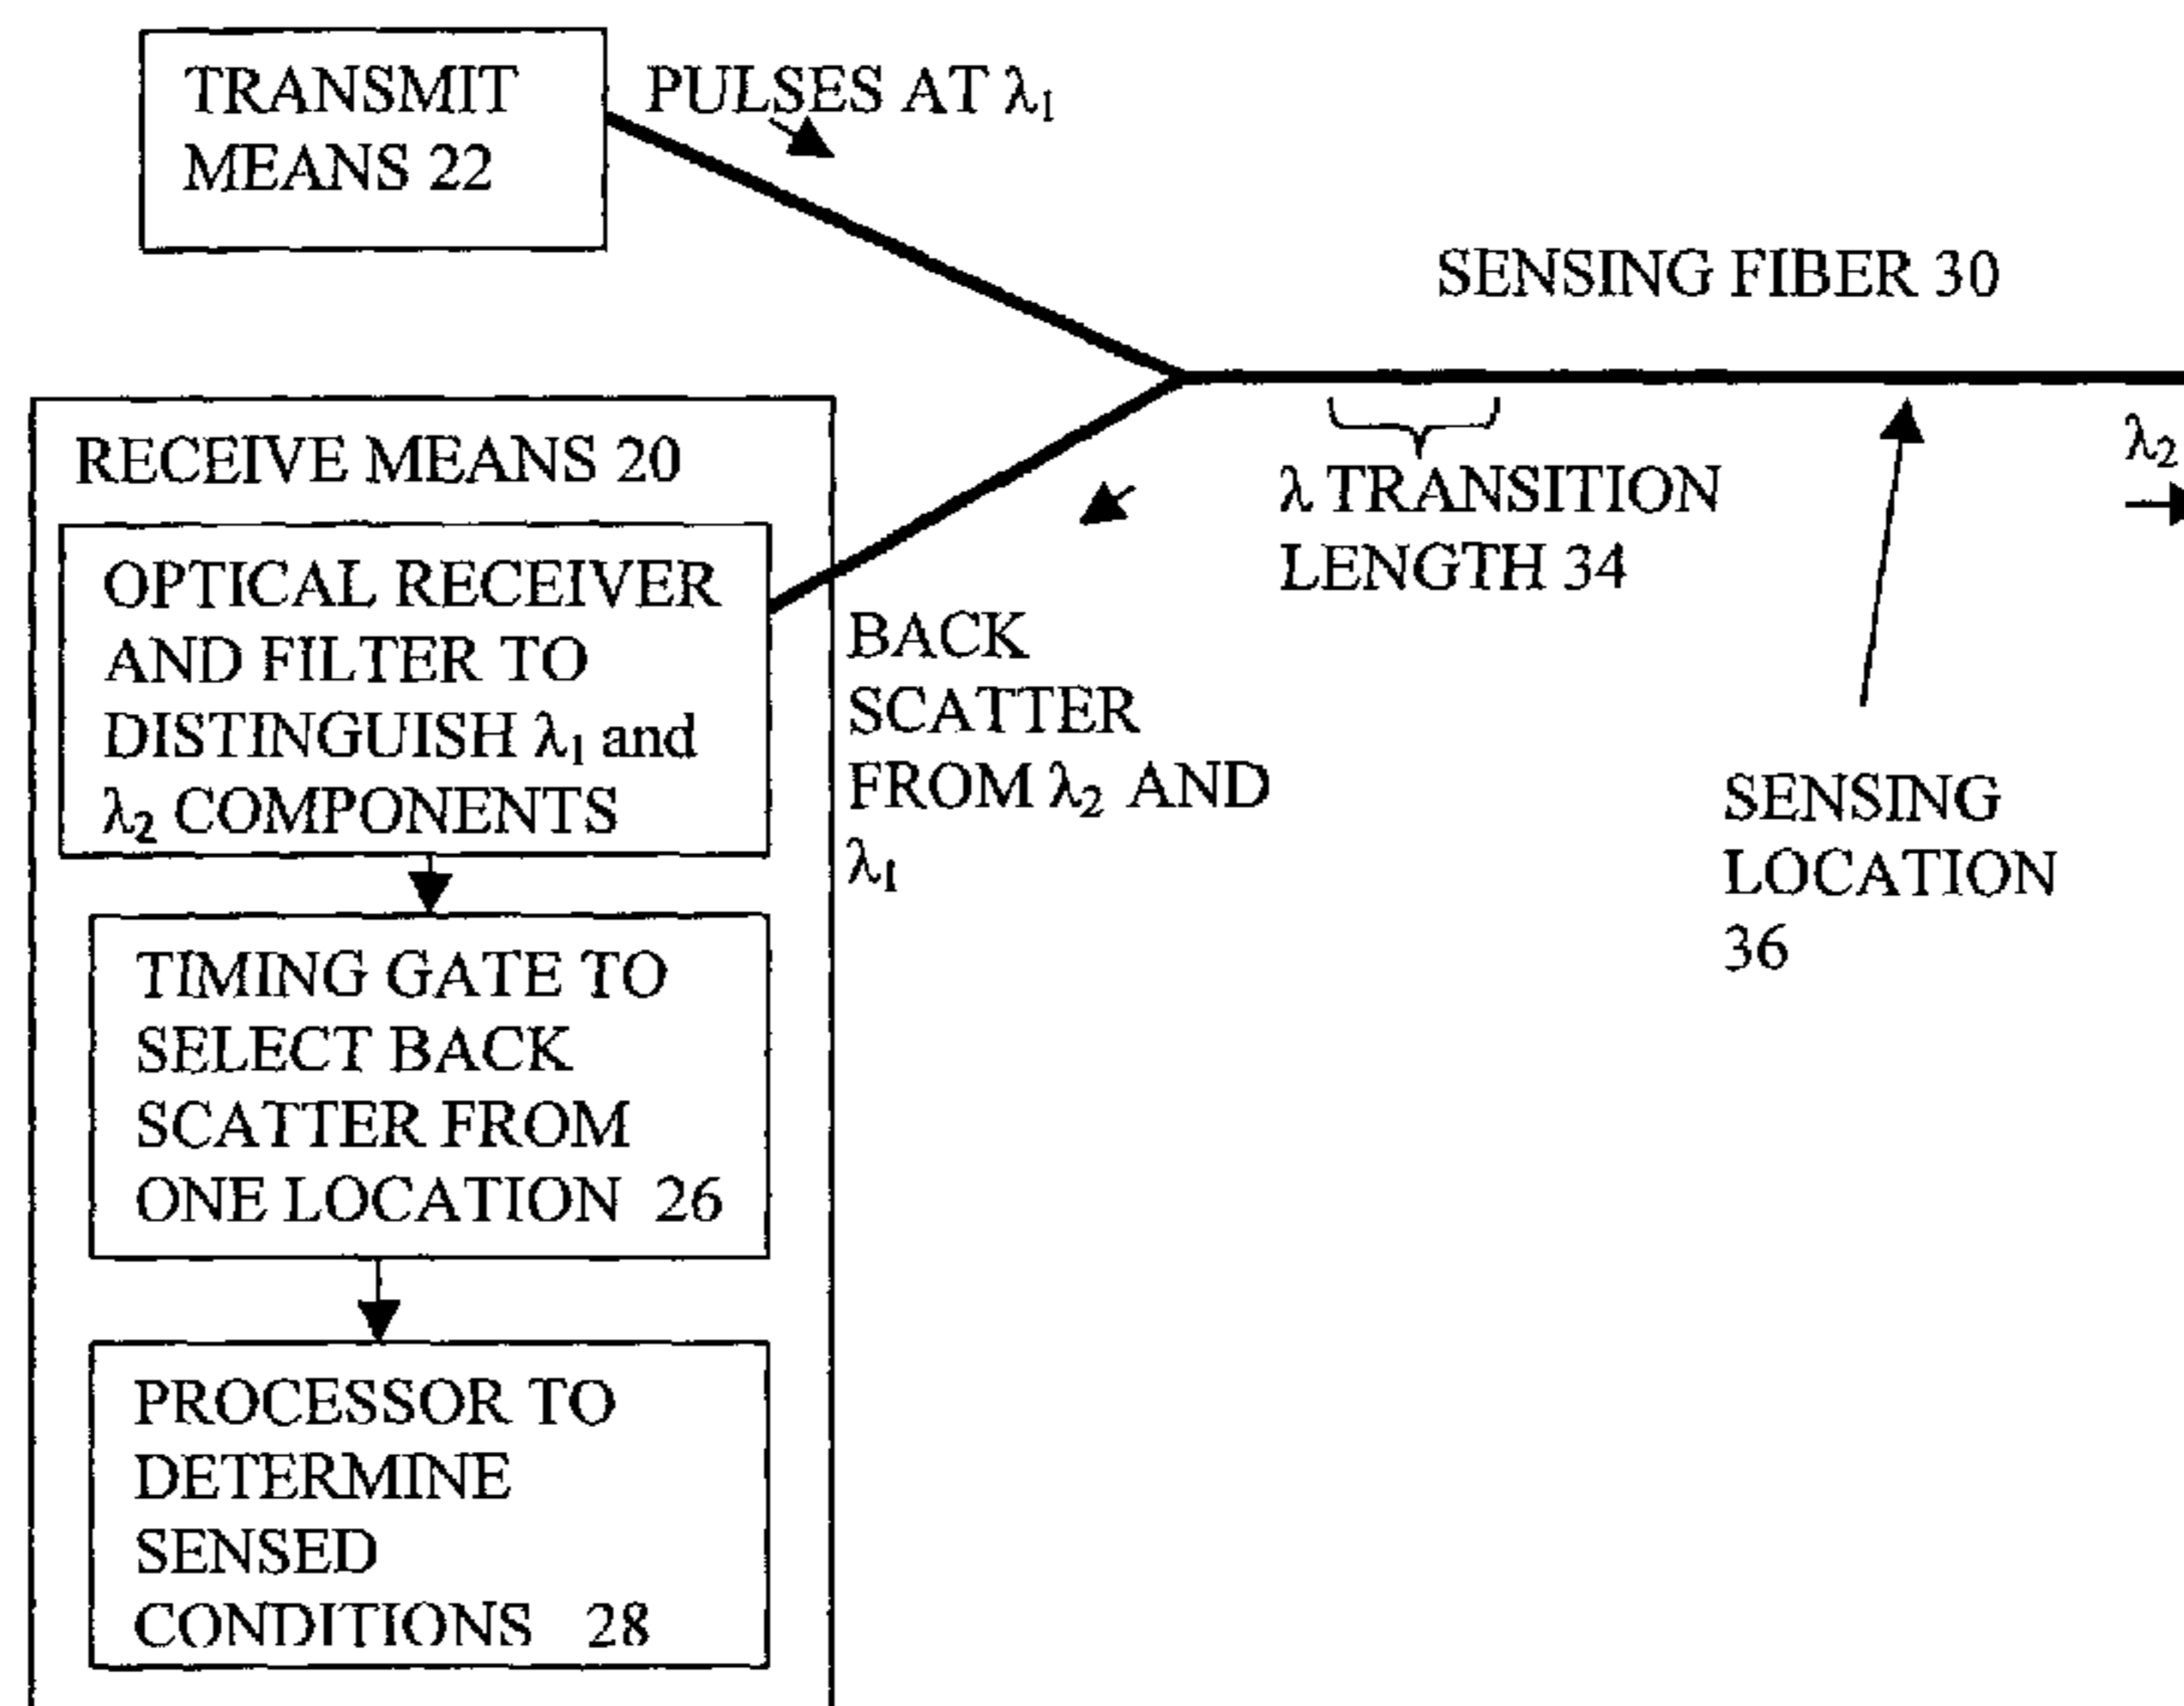 TRANSMIT
MEANS 22
PULSES AT λ₁
SENSING FIBER 30
λ TRANSITION
LENGTH 34
λ₂
SENSING
LOCATION
36
BACK
SCATTER
FROM λ₂ AND
λ₁
RECEIVE MEANS 20
OPTICAL RECEIVER
AND FILTER TO
DISTINGUISH λ₁ and
λ₂ COMPONENTS
TIMING GATE TO
SELECT BACK
SCATTER FROM
ONE LOCATION 26
PROCESSOR TO
DETERMINE
SENSED
CONDITIONS 28